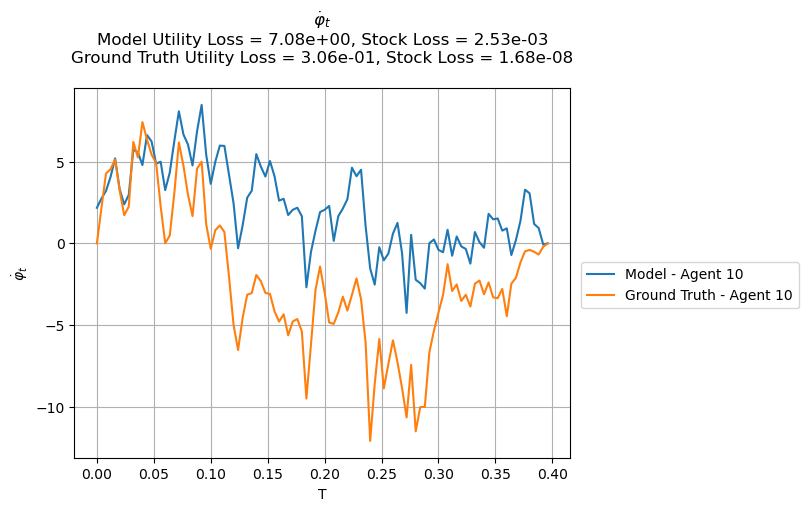 φ̇ₜ
Model Utility Loss = 7.08e+00, Stock Loss = 2.53e-03
Ground Truth Utility Loss = 3.06e-01, Stock Loss = 1.68e-08
φ̇ₜ
5
0
−5
−10
0.00 0.05 0.10 0.15 0.20 0.25 0.30 0.35 0.40
T
Model - Agent 10
Ground Truth - Agent 10